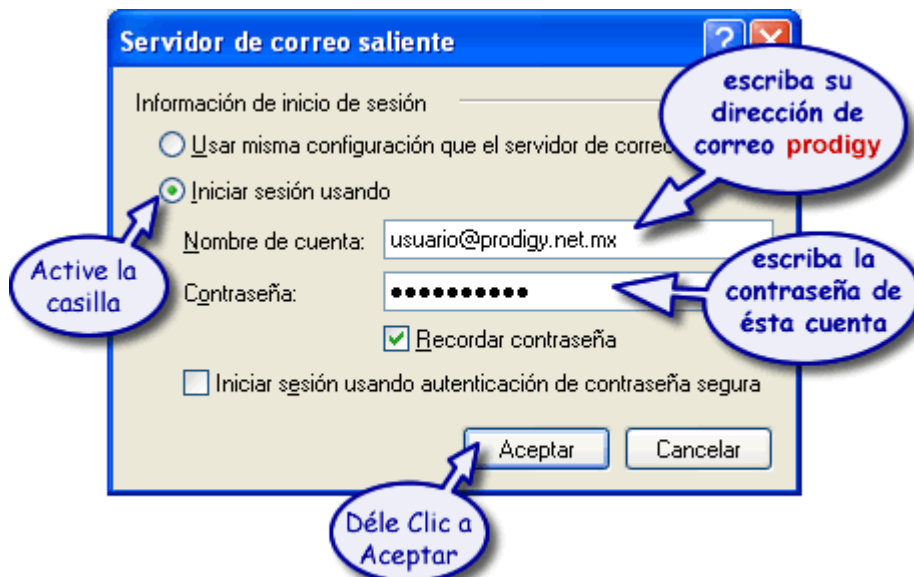 Servidor de correo saliente
escriba su
dirección de
correo prodigy
Información de inicio de sesión
Usar misma configuración que el servidor de correo
Iniciar sesión usando
Active la
casilla
Nombre de cuenta: usuario@prodigy.net.mx
escriba la
contraseña de
ésta cuenta
Contraseña: ●●●●●●●●●●
Recordar contraseña
Iniciar sesión usando autenticación de contraseña segura
Aceptar Cancelar
Déle Clic a
Aceptar